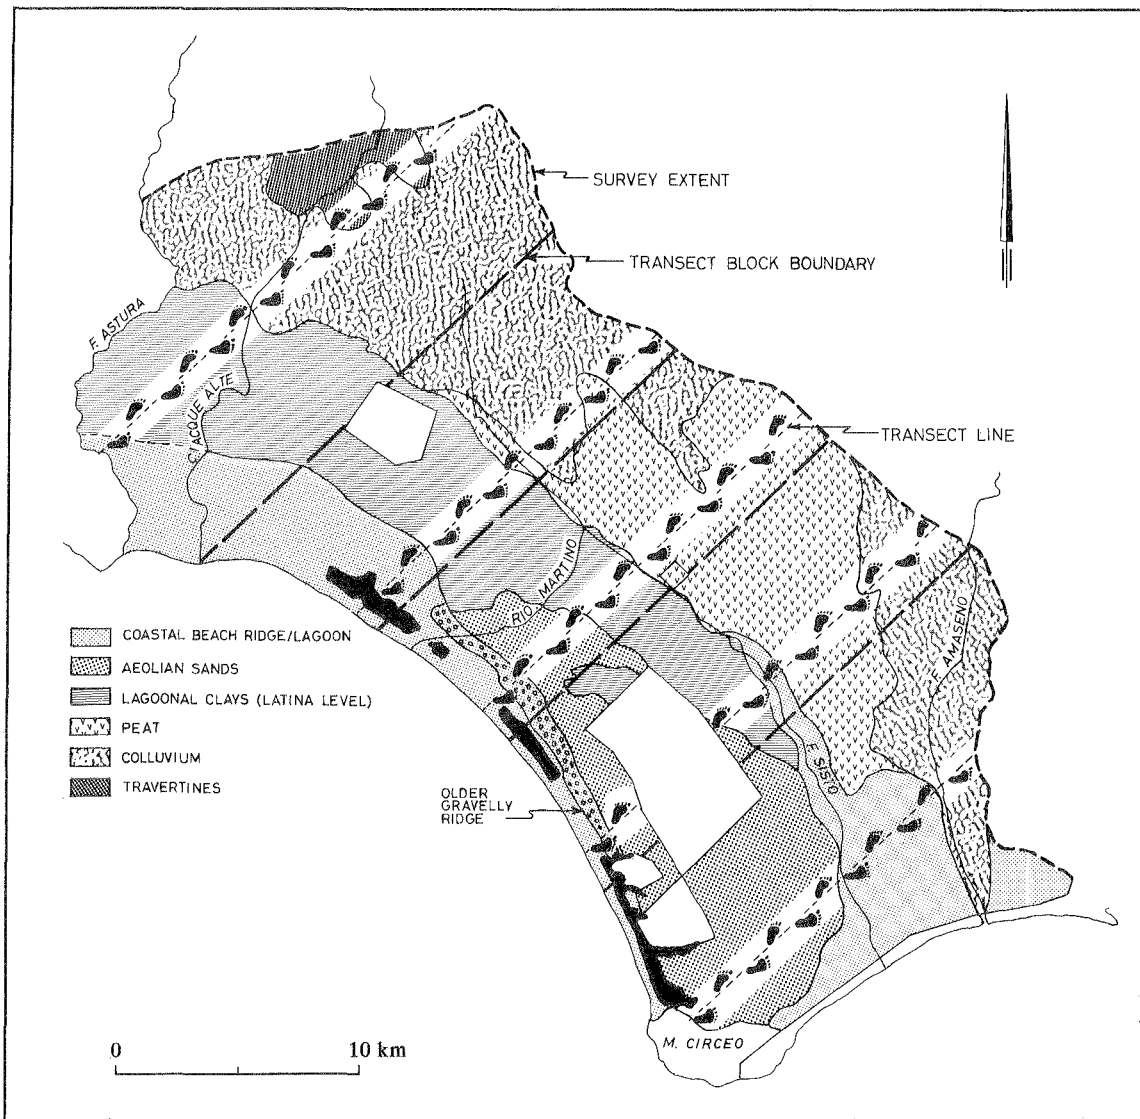 SURVEY EXTENT
TRANSECT BLOCK BOUNDARY
F. ASTURA
C. ACQUE ALTE
TRANSECT LINE
RIO MARTINO
F. AMASENO
COASTAL BEACH RIDGE/LAGOON
AEOLIAN SANDS
LAGOONAL CLAYS (LATINA LEVEL)
PEAT
COLLUVIUM
TRAVERTINES
F. SISTO
OLDER
GRAVELLY
RIDGE
M. CIRCEO
0 10 km